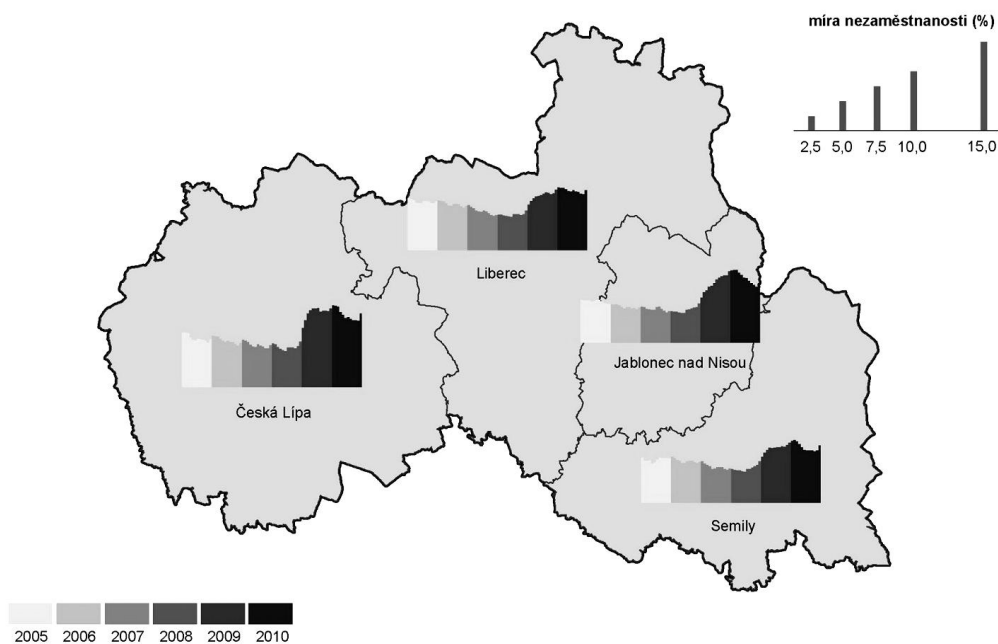 míra nezaměstnanosti (%)
2,5 5,0 7,5 10,0 15,0
Liberec
Jablonec nad Nisou
Česká Lípa
Semily
2005 2006 2007 2008 2009 2010